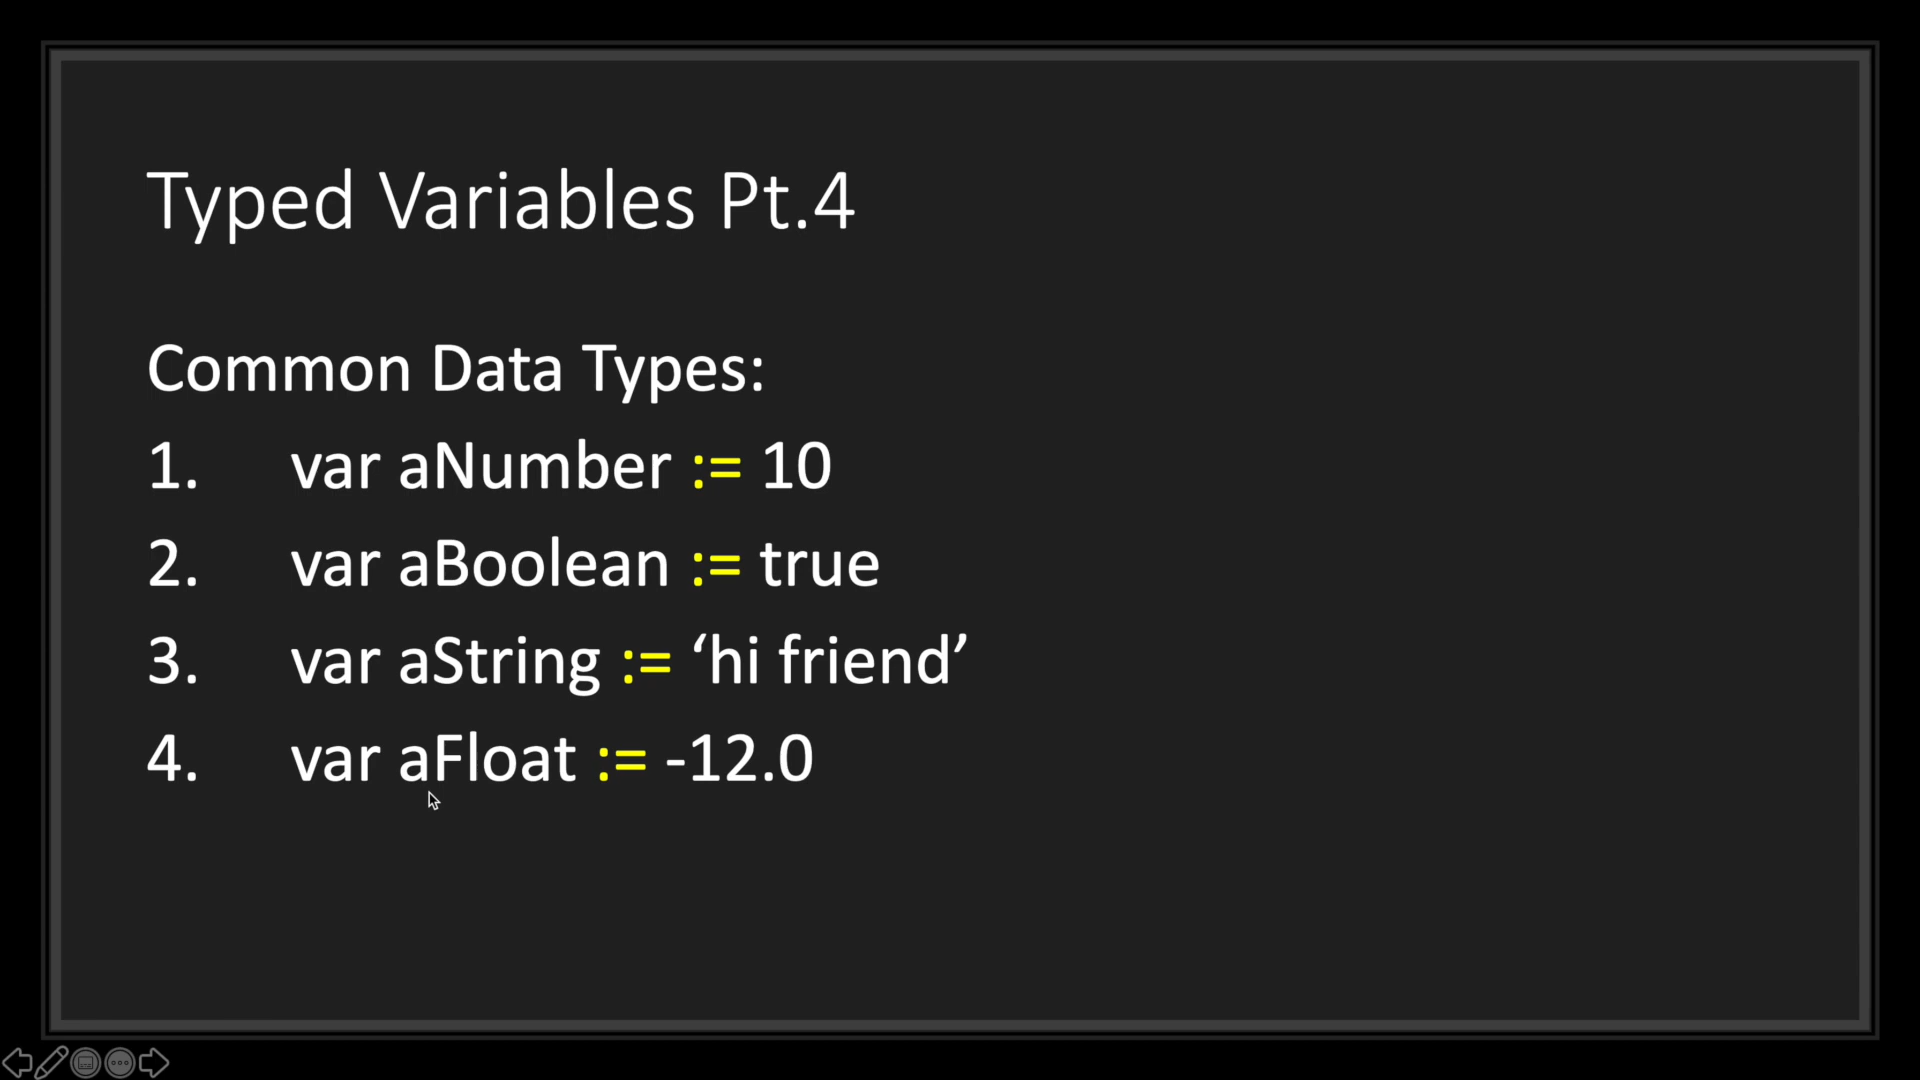 Typed Variables Pt.4
Common Data Types:
1. var aNumber := 10
2. var aBoolean := true
3. var aString := ‘hi friend’
4. var aFloat := -12.0